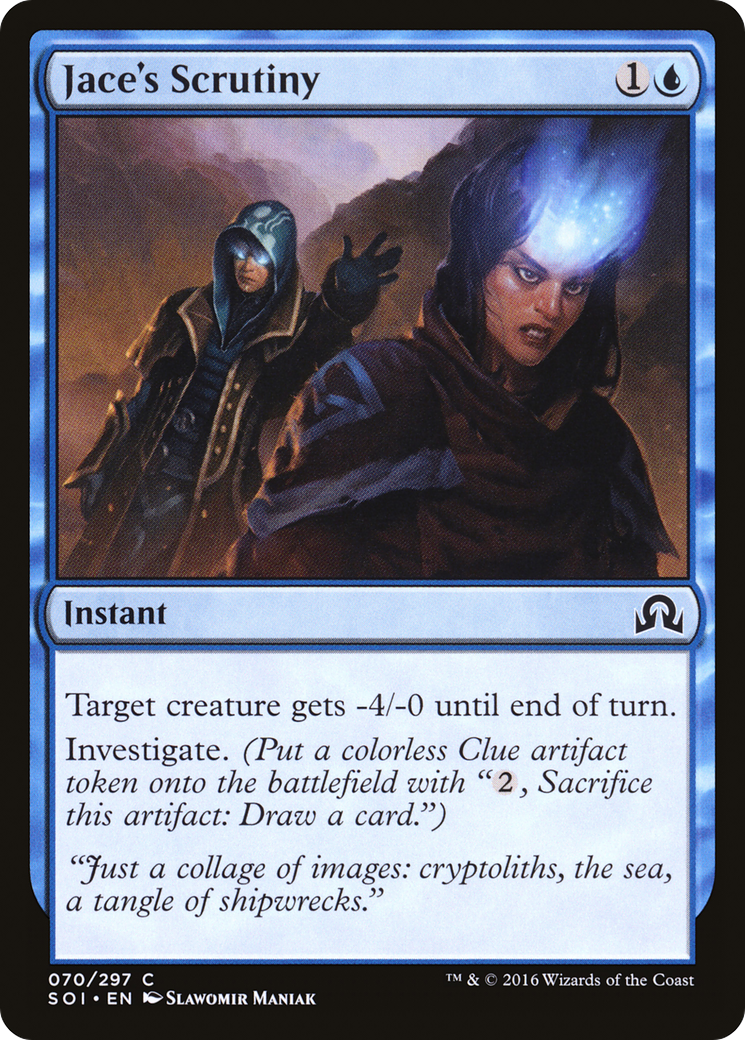 Jace's Scrutiny 1
Instant
Target creature gets -4/-0 until end of turn.
Investigate. (Put a colorless Clue artifact
token onto the battlefield with “2, Sacrifice
this artifact: Draw a card.”)
“Just a collage of images: cryptoliths, the sea,
a tangle of shipwrecks.”
070/297 C
SOI • EN Slawomir Maniak
™ & © 2016 Wizards of the Coast